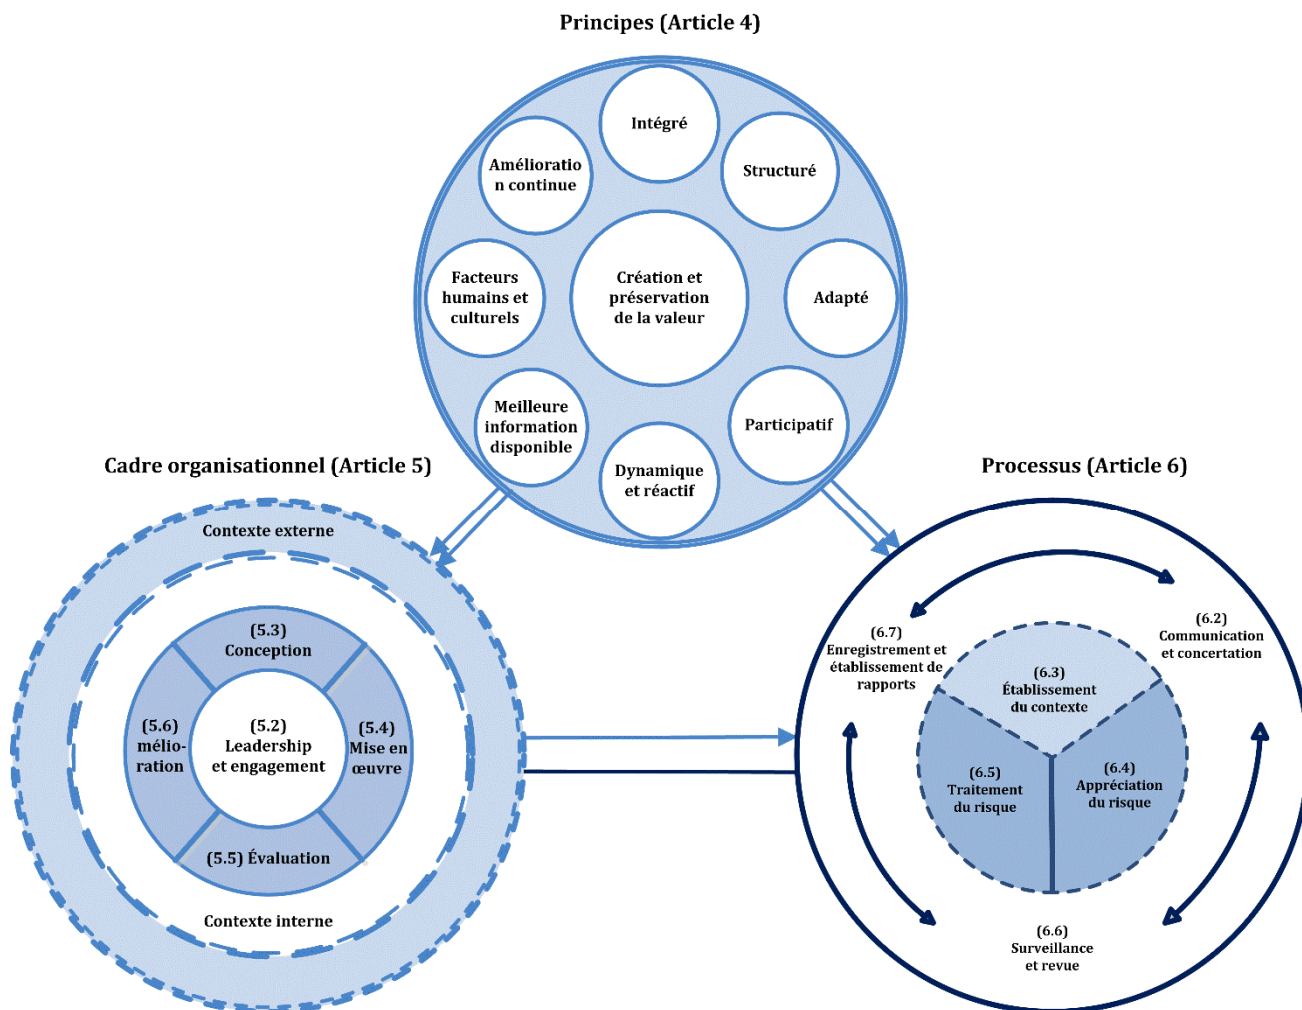 Principes (Article 4)
Intégré
Structuré
Adapté
Participatif
Dynamique
et réactif
Meilleure
information
disponible
Facteurs
humains et
culturels
Amélioratio
n continue
Création et
préservation
de la valeur
Cadre organisationnel (Article 5)
Contexte externe
(5.3)
Conception
(5.6)
mélio-
ration
(5.2)
Leadership
et engagement
(5.4)
Mise en
œuvre
(5.5) Évaluation
Contexte interne
Processus (Article 6)
(6.2)
Communication
et concertation
(6.7)
Enregistrement et
établissement de
rapports
(6.3)
Établissement
du contexte
(6.5)
Traitement
du risque
(6.4)
Appréciation
du risque
(6.6)
Surveillance
et revue